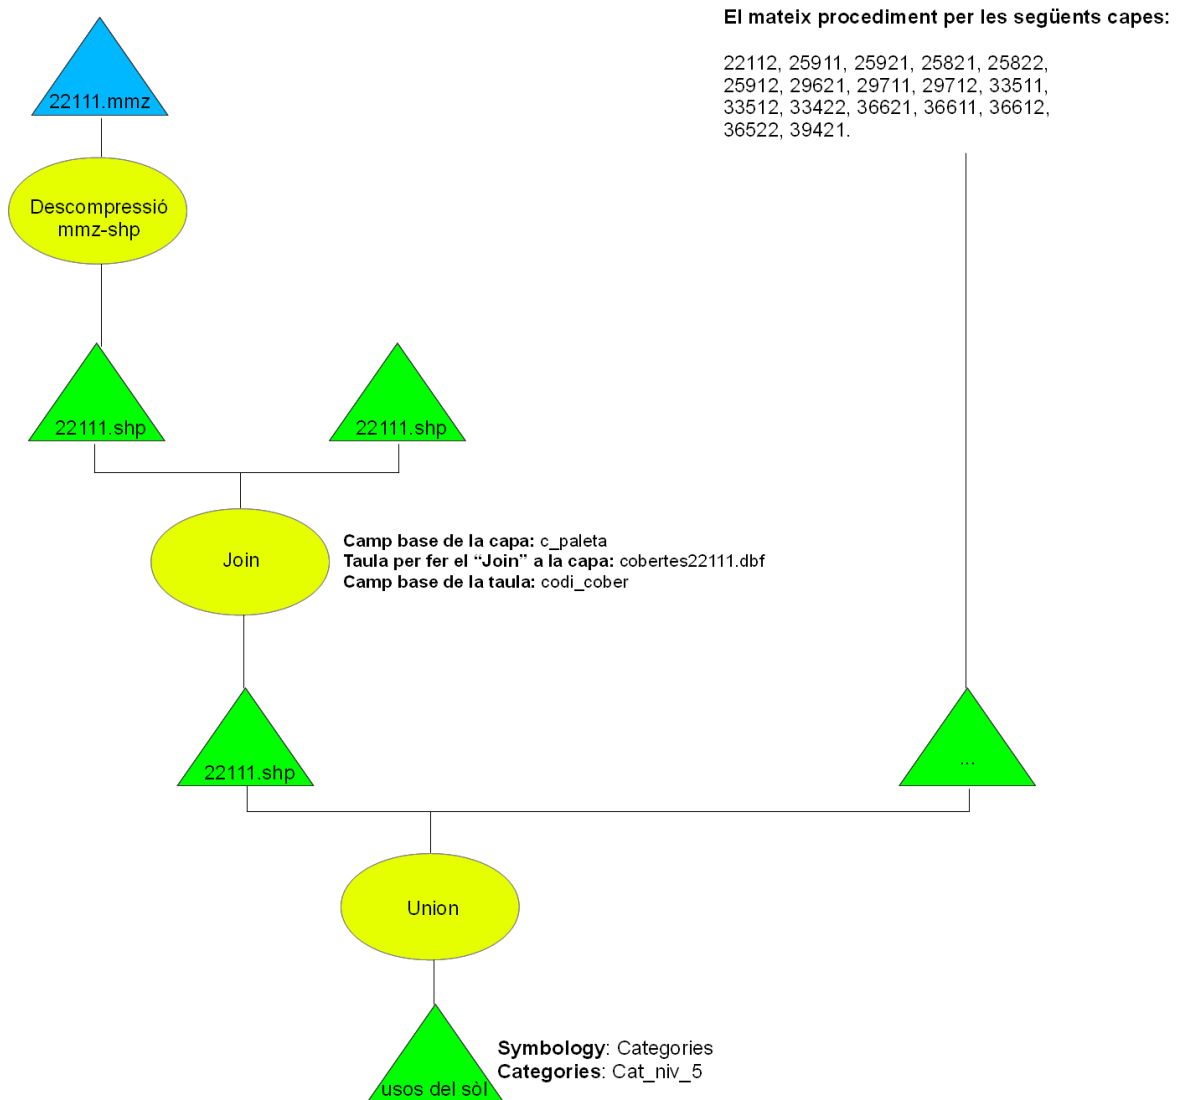 El mateix procediment per les següents capes:
22112, 25911, 25921, 25821, 25822,
25912, 29621, 29711, 29712, 33511,
33512, 33422, 36621, 36611, 36612,
36522, 39421.
22111.mmz
Descompressió
mmz-shp
22111.shp
22111.shp
Join
Camp base de la capa: c_paleta
Taula per fer el “Join” a la capa: cobertes22111.dbf
Camp base de la taula: codi_cober
22111.shp
...
Union
Symbology: Categories
Categories: Cat_niv_5
usos del sòl